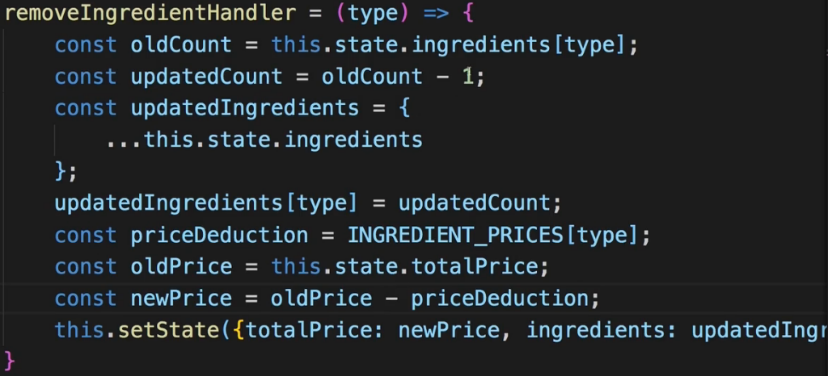 removeIngredientHandler = (type) => {
    const oldCount = this.state.ingredients[type];
    const updatedCount = oldCount - 1;
    const updatedIngredients = {
        ...this.state.ingredients
    };
    updatedIngredients[type] = updatedCount;
    const priceDeduction = INGREDIENT_PRICES[type];
    const oldPrice = this.state.totalPrice;
    const newPrice = oldPrice - priceDeduction;
    this.setState({totalPrice: newPrice, ingredients: updatedIngr
}